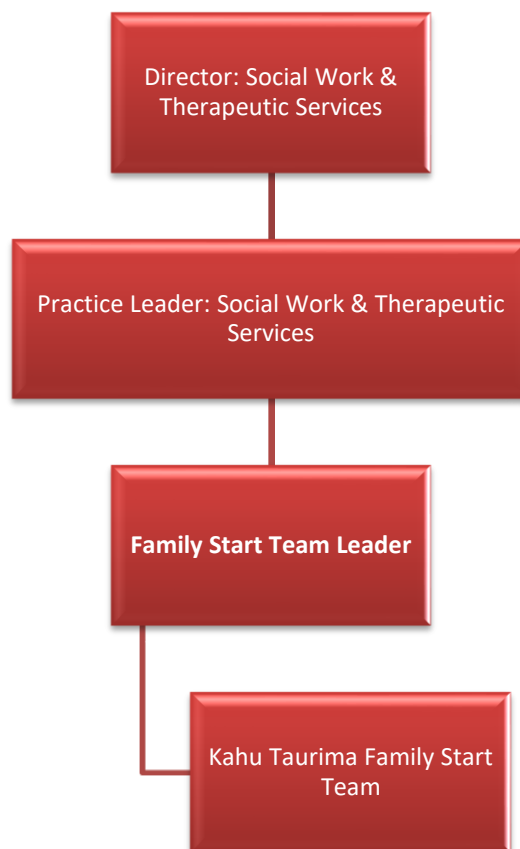 Director: Social Work &
Therapeutic Services
Practice Leader: Social Work & Therapeutic
Services
Family Start Team Leader
Kahu Taurima Family Start
Team